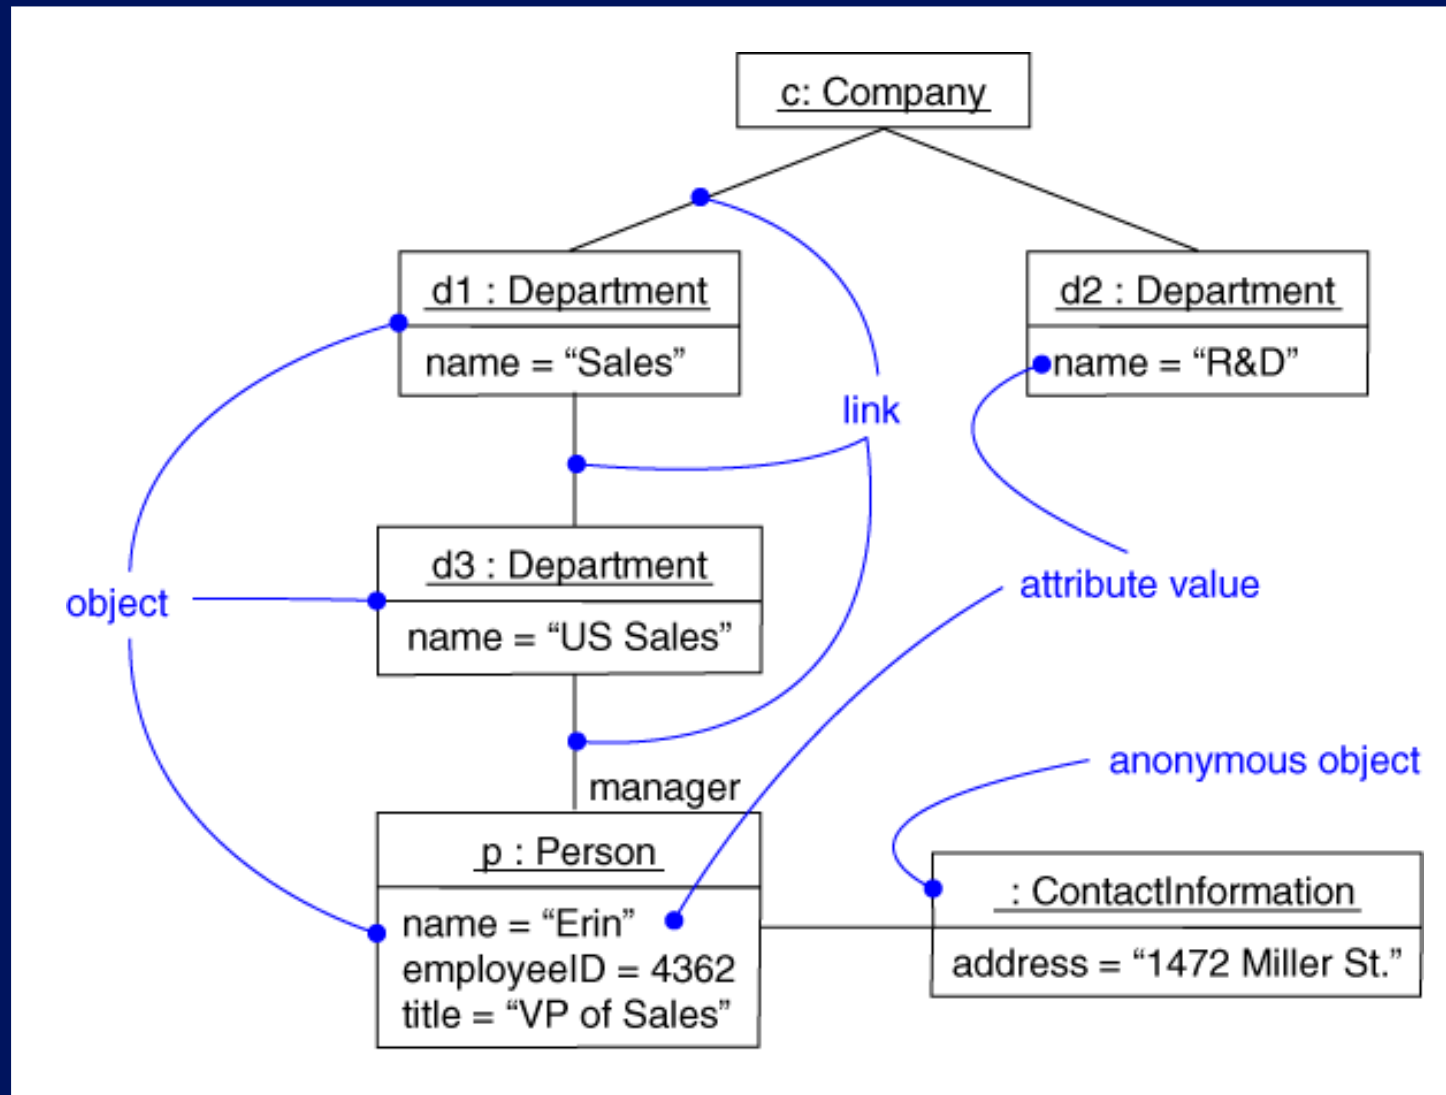 c: Company
d1 : Department
name = “Sales”
d2 : Department
name = “R&D”
link
d3 : Department
name = “US Sales”
object
attribute value
manager
anonymous object
p : Person
name = “Erin”
employeeID = 4362
title = “VP of Sales”
: ContactInformation
address = “1472 Miller St.”